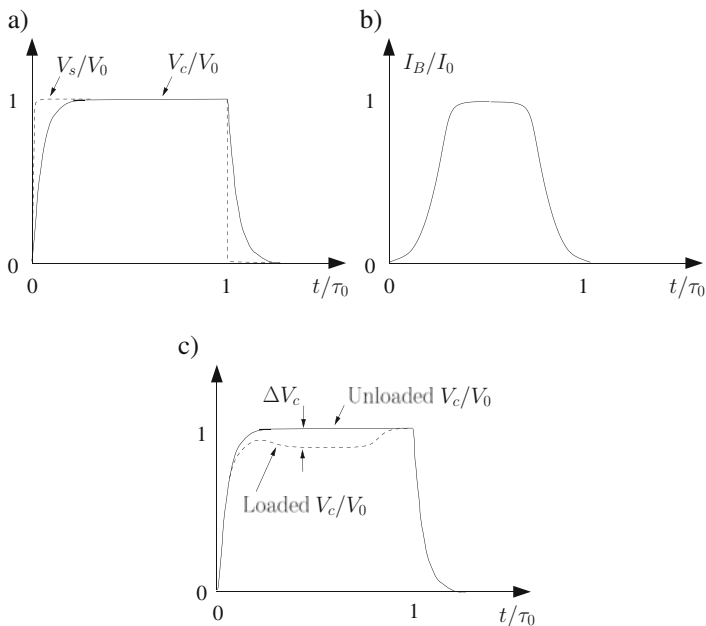 a)
V_s/V_0
V_c/V_0
1
0
0
1
t/τ_0
b)
I_B/I_0
1
0
0
1
t/τ_0
c)
ΔV_c
Unloaded V_c/V_0
1
Loaded V_c/V_0
0
0
1
t/τ_0